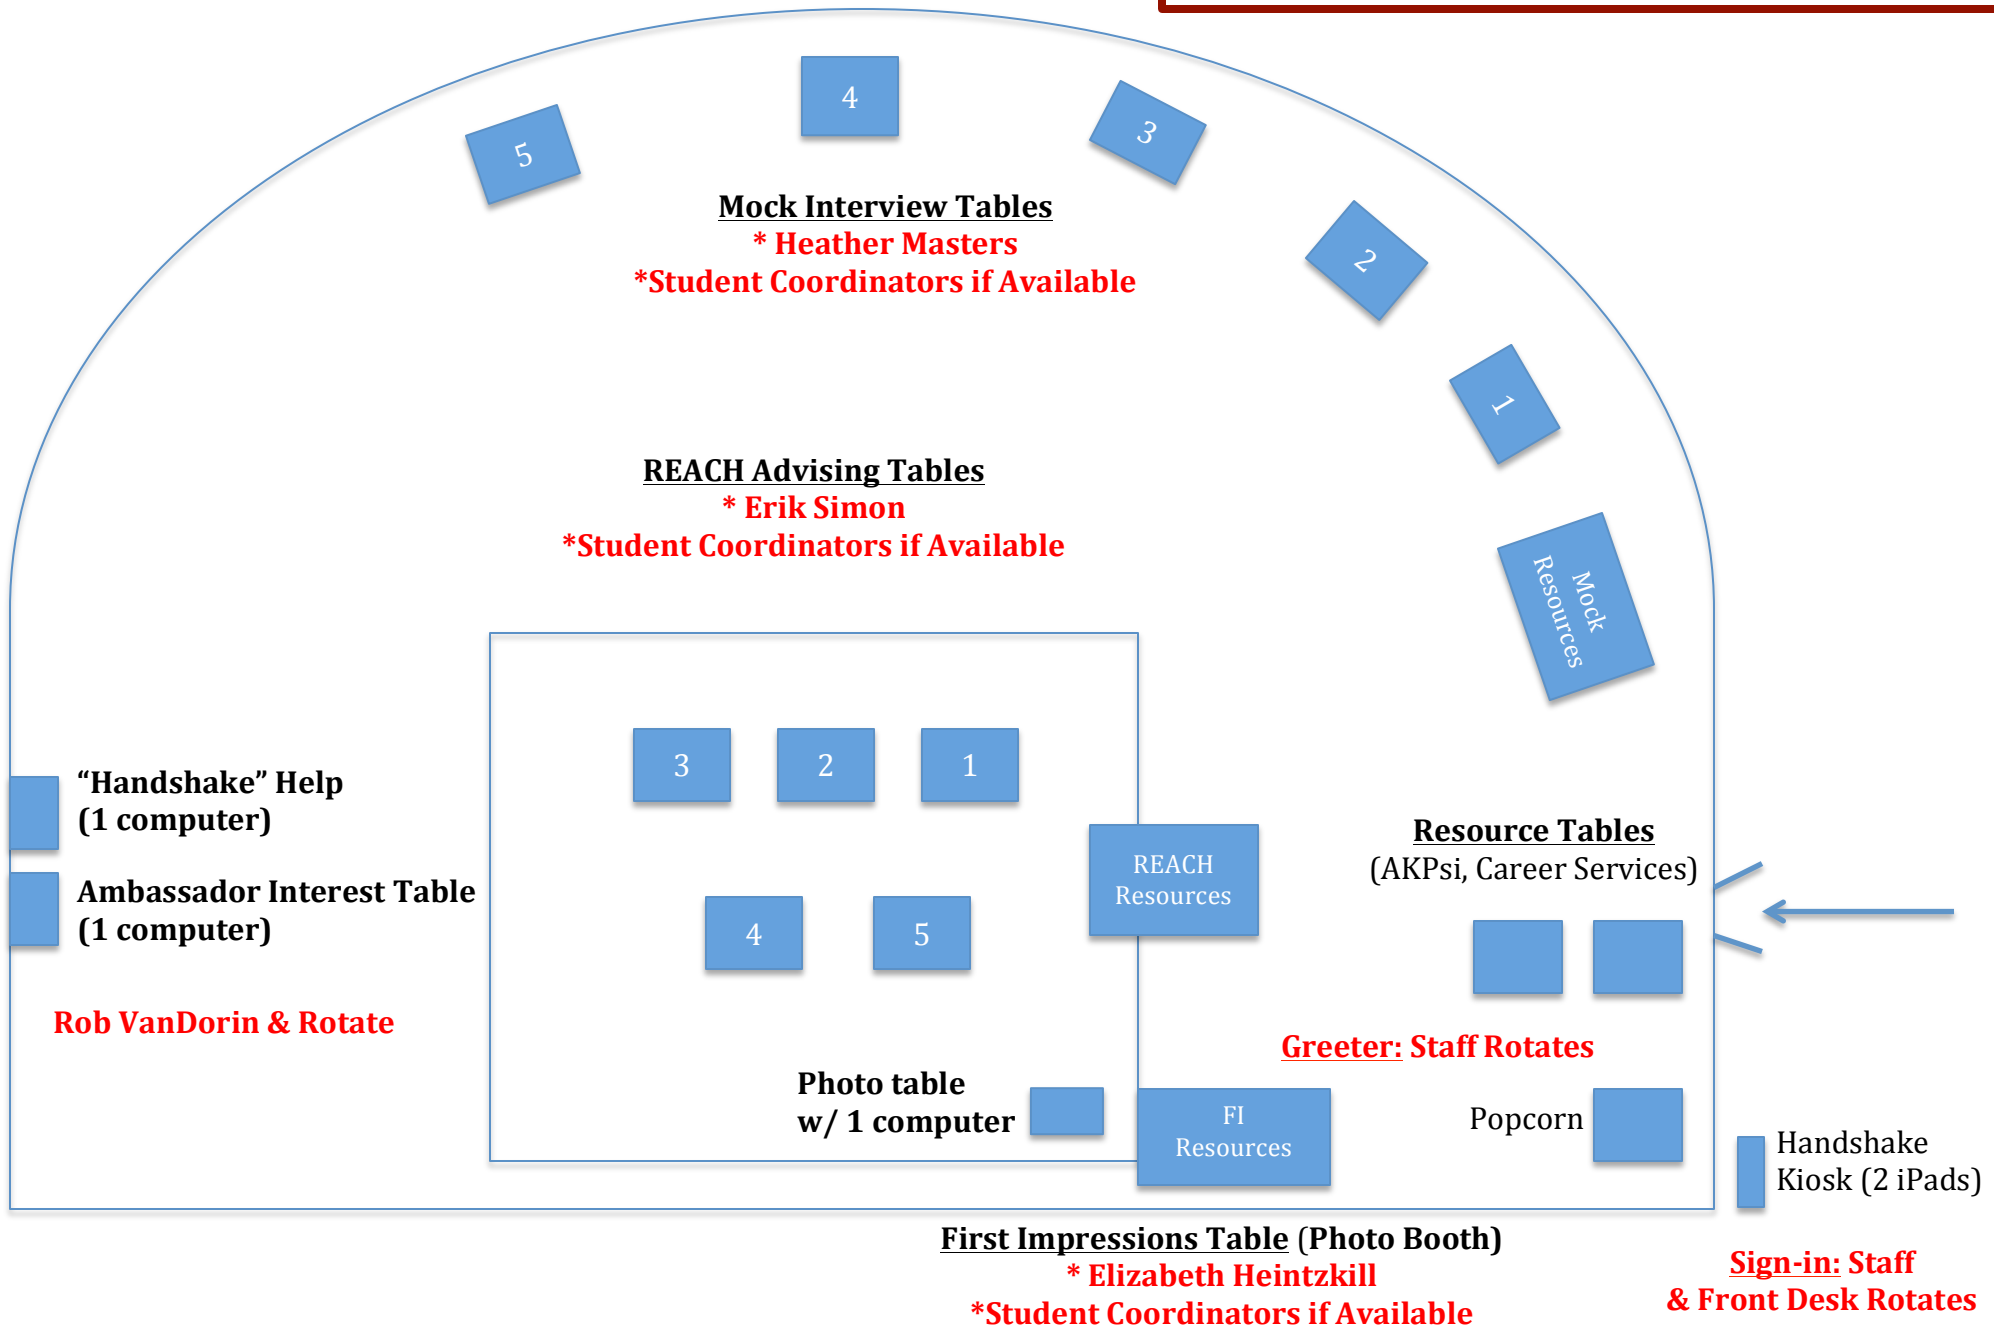 4
5
3
Mock Interview Tables
* Heather Masters
*Student Coordinators if Available
2
1
REACH Advising Tables
* Erik Simon
*Student Coordinators if Available
Mock
Resources
3
2
1
“Handshake” Help
(1 computer)
Ambassador Interest Table
(1 computer)
Rob VanDorin & Rotate
4
5
REACH
Resources
Resource Tables
(AKPsi, Career Services)
Greeter: Staff Rotates
Photo table
w/ 1 computer
FI
Resources
Popcorn
Handshake
Kiosk (2 iPads)
First Impressions Table (Photo Booth)
* Elizabeth Heintzkill
*Student Coordinators if Available
Sign-in: Staff
& Front Desk Rotates